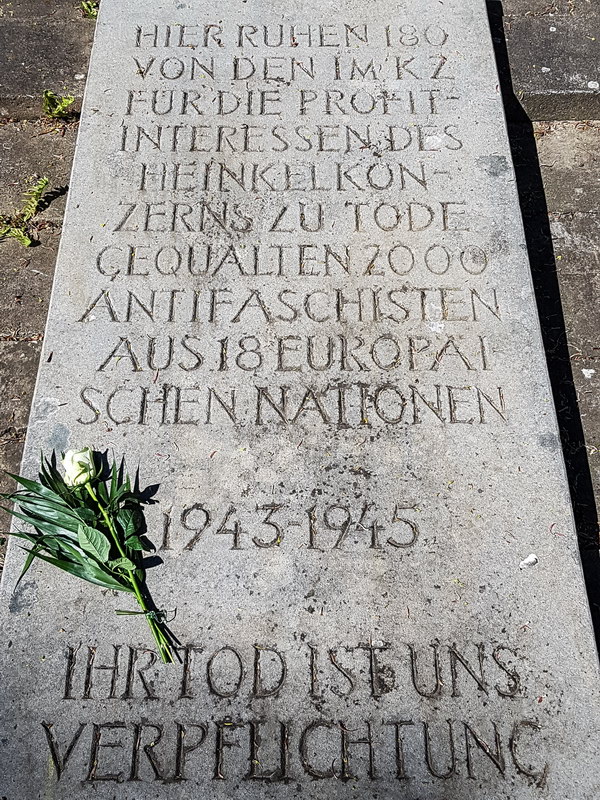 HIER RUHEN 180
VON DEN IM KZ
FÜR DIE PROFIT-
INTERESSEN DES
HEINKELKON-
ZERNS ZU TODE
GEQUÄLTEN 2000
ANTIFASCHISTEN
AUS 18 EUROPÄI-
SCHEN NATIONEN
1943-1945
IHR TOD IST UNS
VERPFLICHTUNG